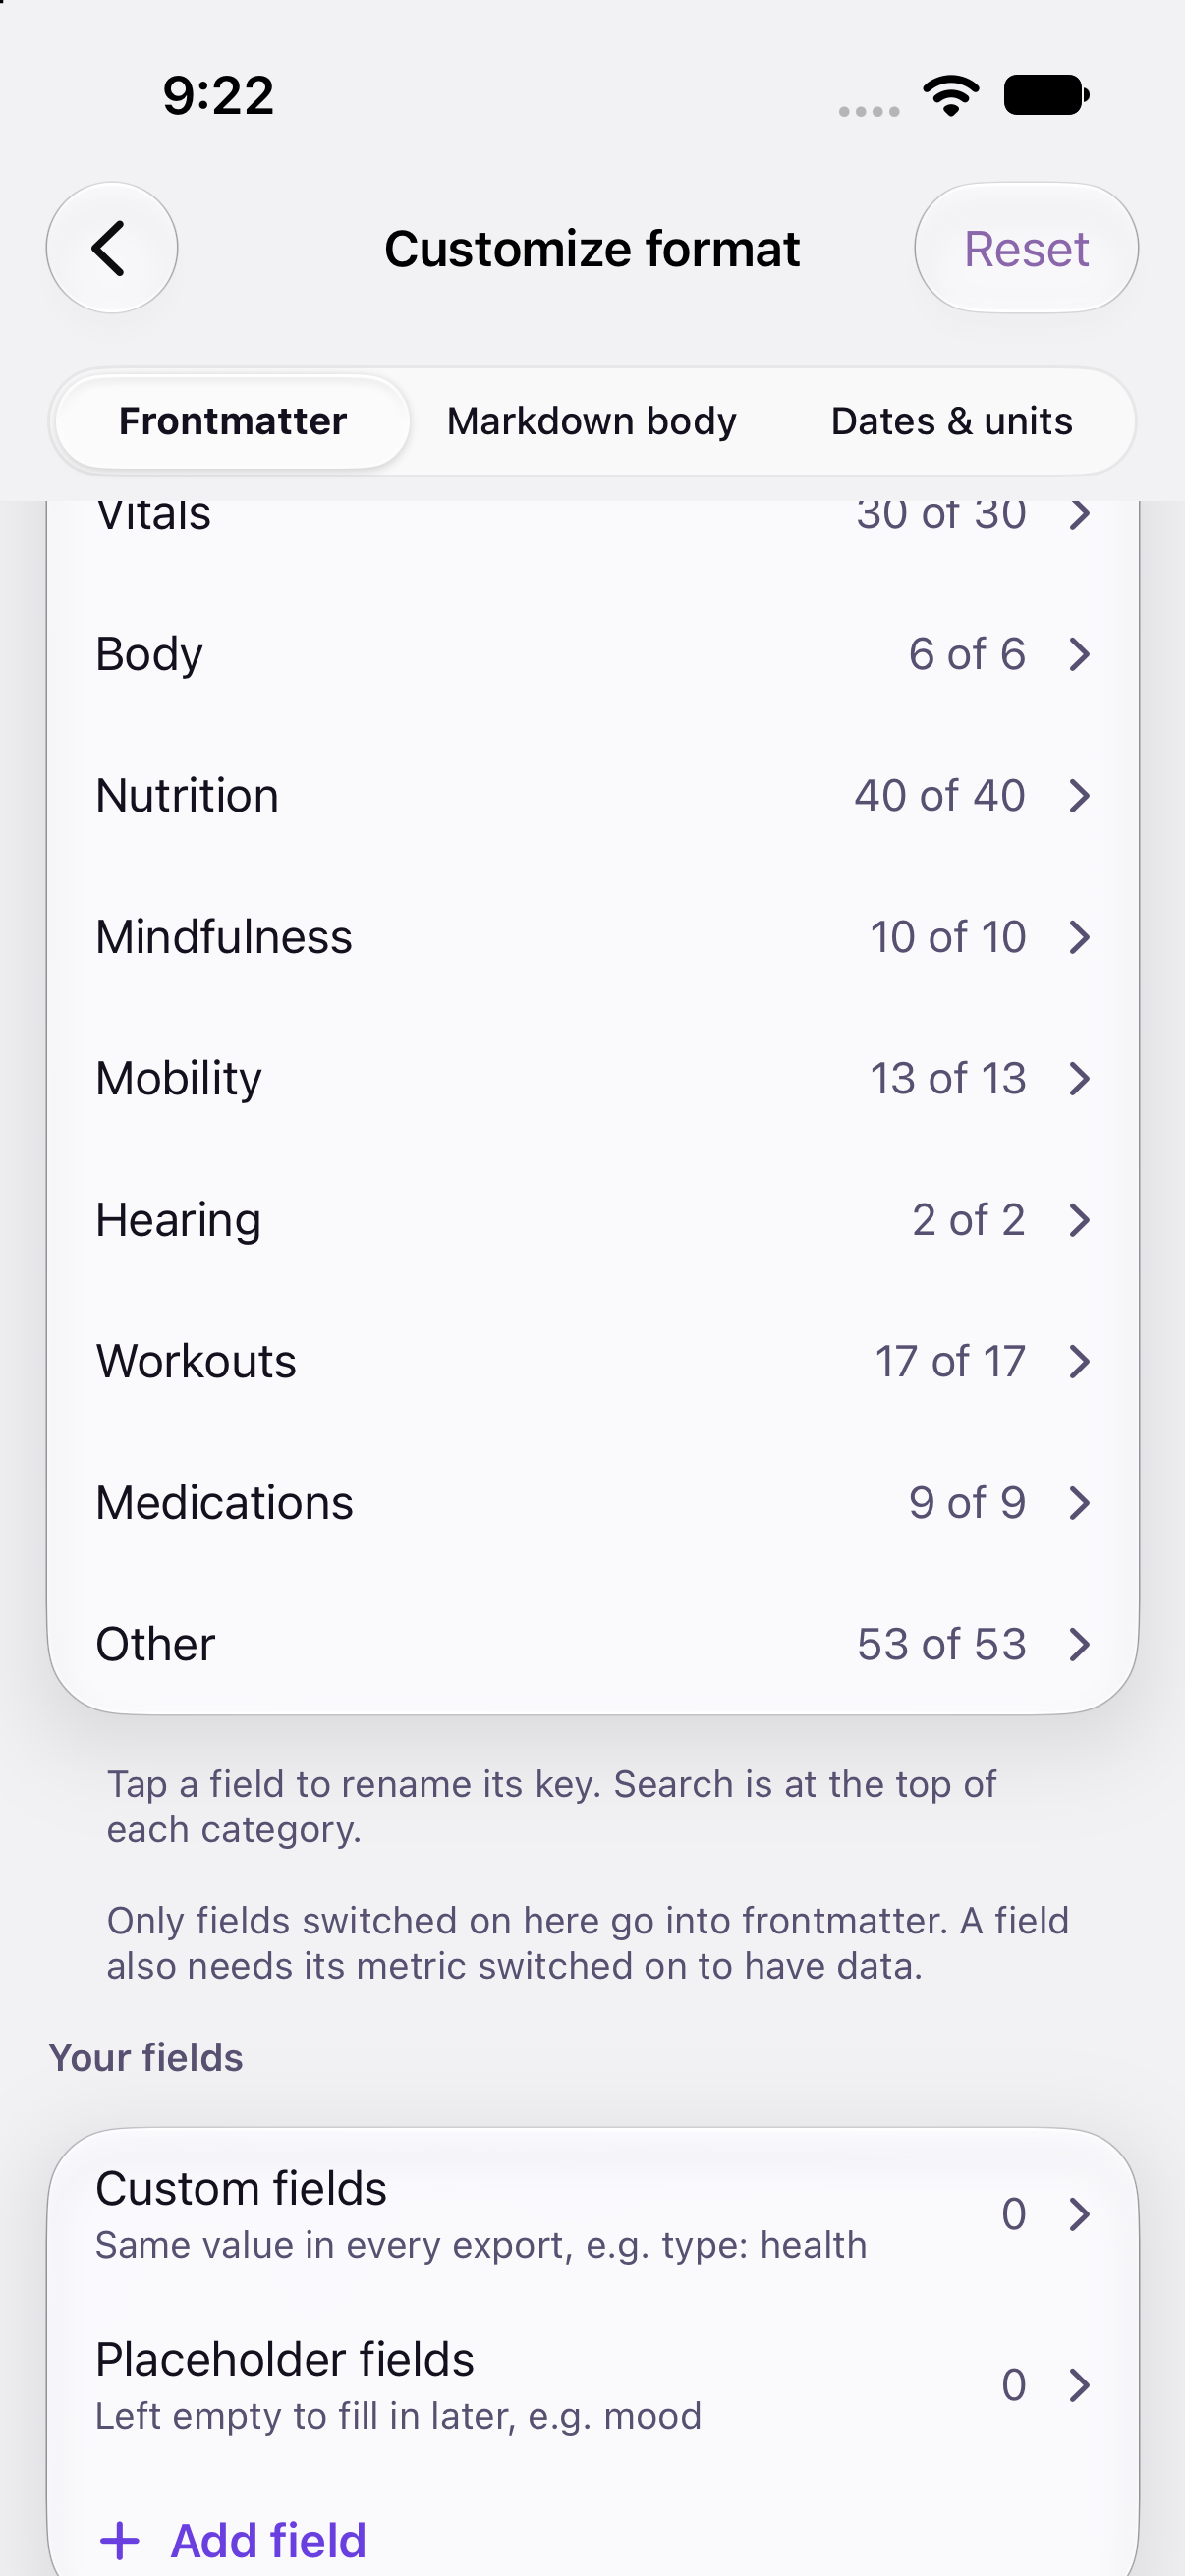 9:22
Customize format
Reset
Frontmatter
Markdown body
Dates & units
Vitals
30 of 30
Body
6 of 6
Nutrition
40 of 40
Mindfulness
10 of 10
Mobility
13 of 13
Hearing
2 of 2
Workouts
17 of 17
Medications
9 of 9
Other
53 of 53
Tap a field to rename its key. Search is at the top of
each category.
Only fields switched on here go into frontmatter. A field
also needs its metric switched on to have data.
Your fields
Custom fields
Same value in every export, e.g. type: health
0
Placeholder fields
Left empty to fill in later, e.g. mood
0
Add field